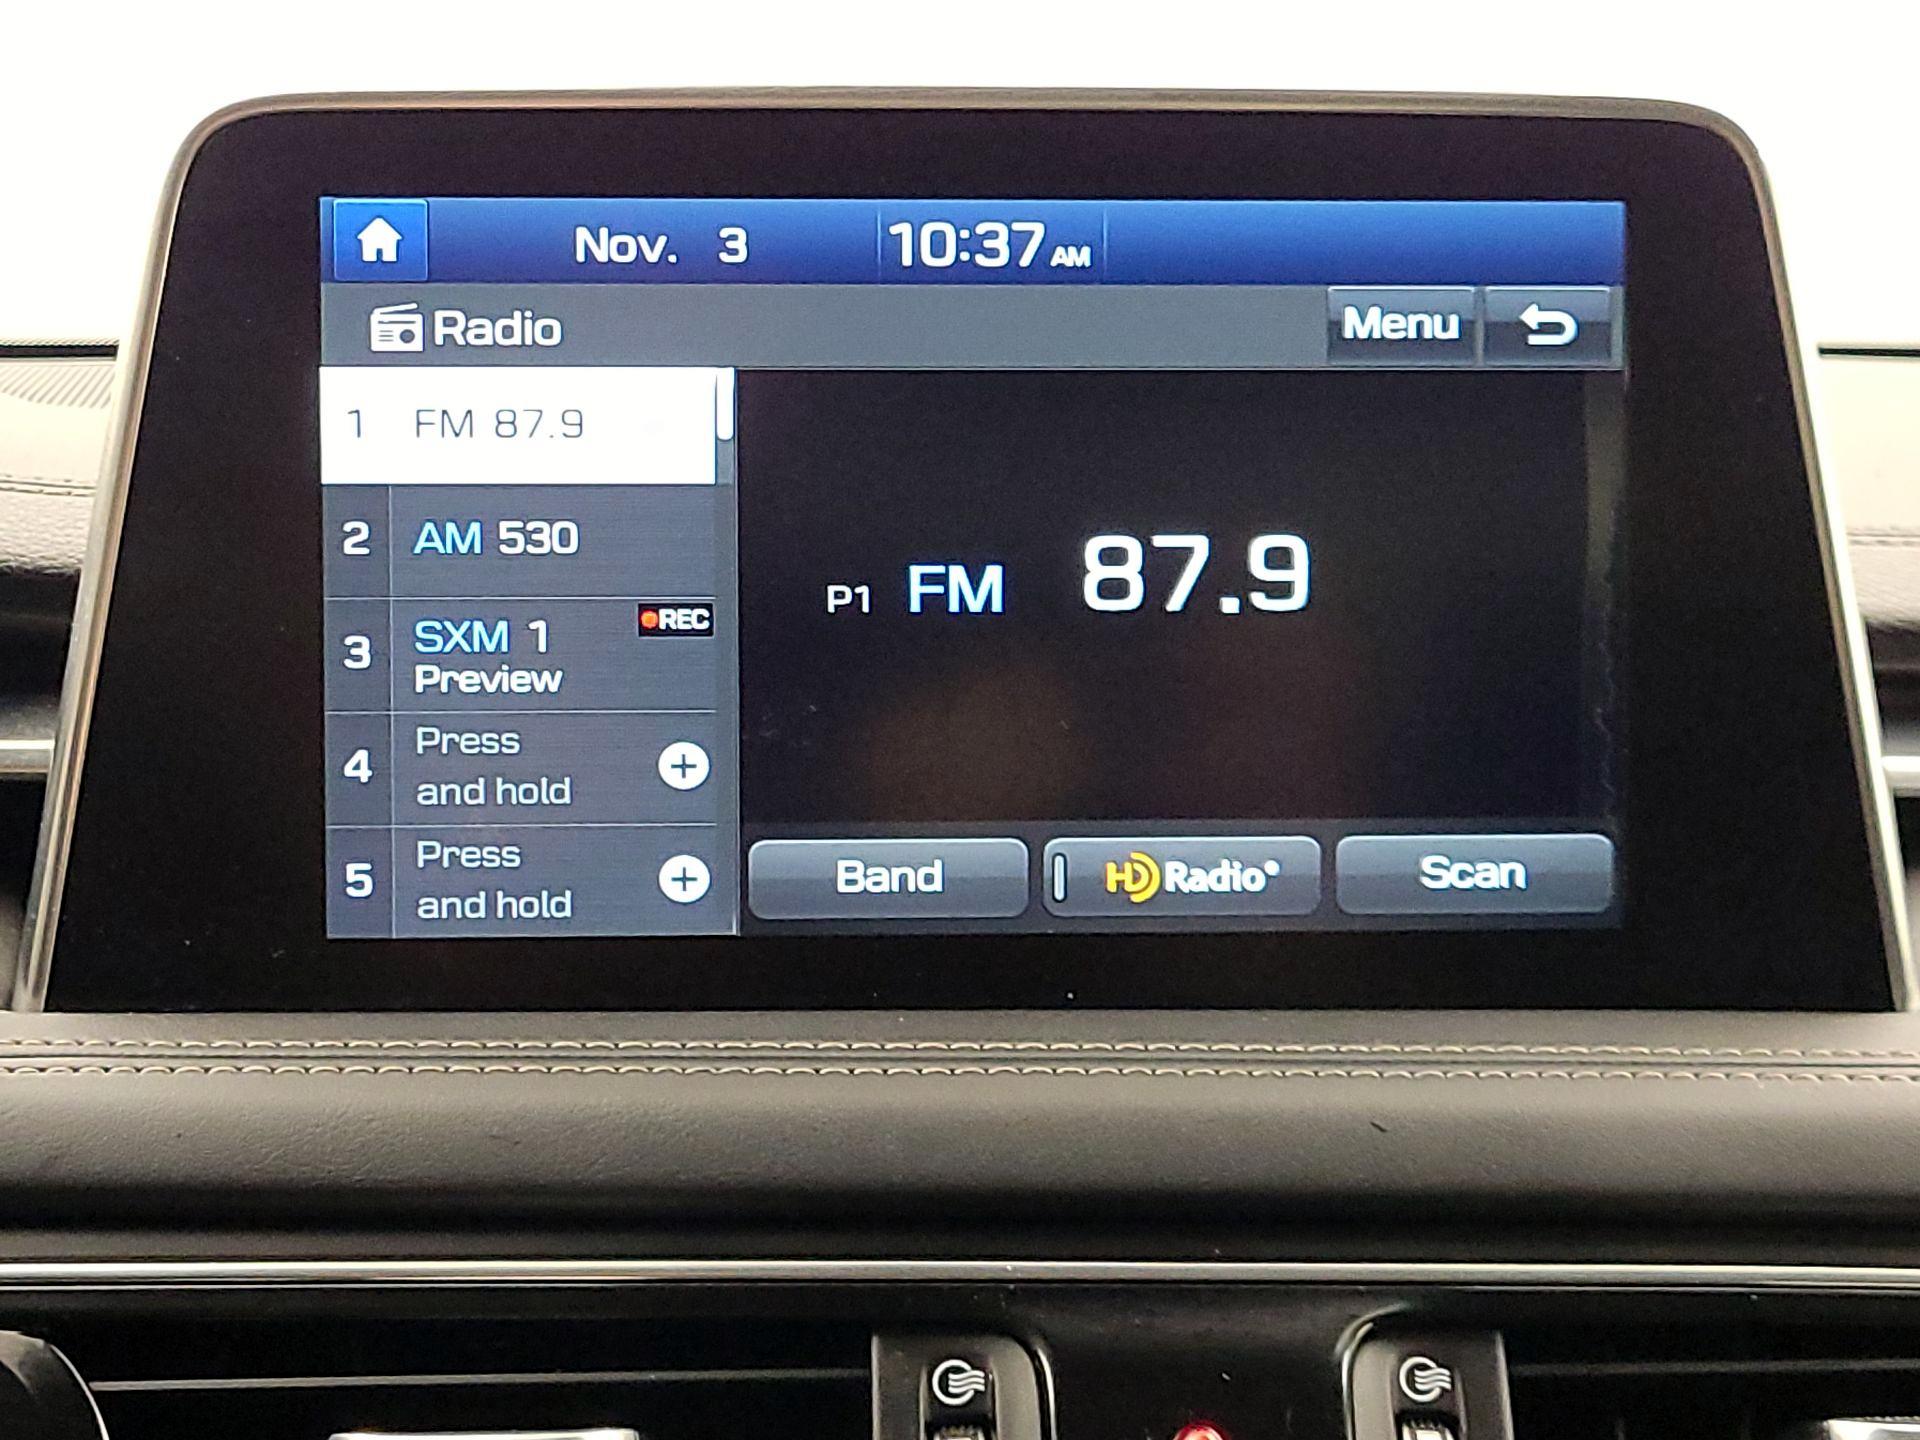 Nov. 3 10:37 AM
Radio Menu
1 FM 87.9
2 AM 530
3 SXM 1 REC
Preview
4 Press
and hold
5 Press
and hold
P1 FM 87.9
Band HD Radio® Scan